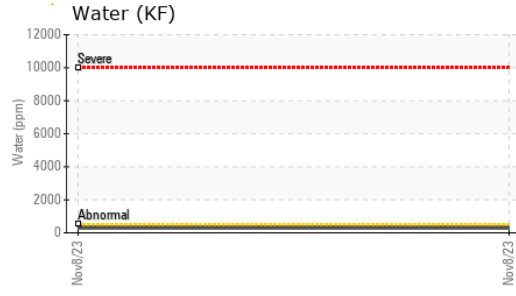 Water (KF)
12000
Severe
10000
8000
Water (ppm)
6000
4000
2000
Abnormal
0
Nov8/23
Nov8/23